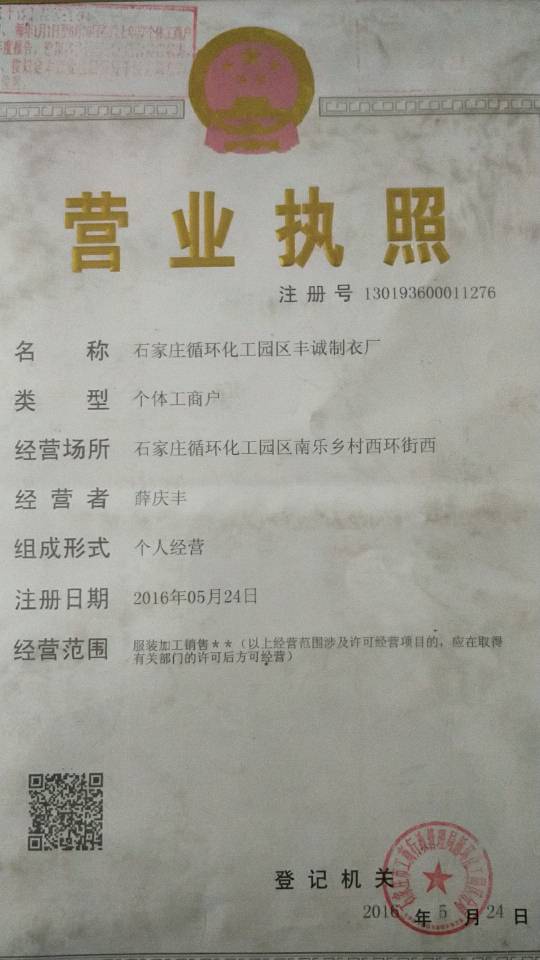 营业执照
注册号 130193600011276
名称 石家庄循环化工园区丰诚制衣厂
类型 个体工商户
经营场所 石家庄循环化工园区南乐乡村西环街西
经营者 薛庆丰
组成形式 个人经营
注册日期 2016年05月24日
经营范围 服装加工销售**（以上经营范围涉及许可经营项目的，应在取得
有关部门的许可后方可经营）
登记机关
2016年5月24日